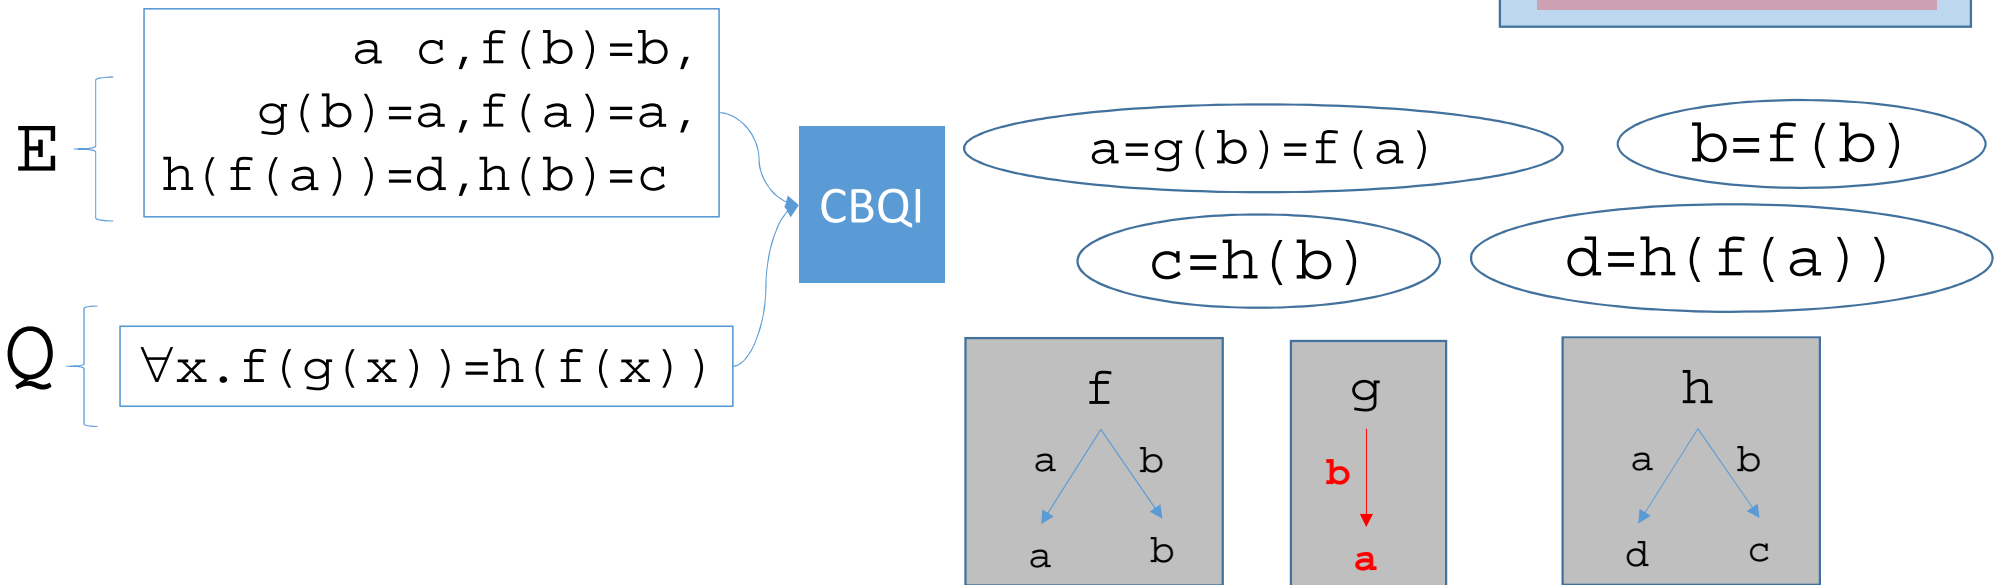 E
a c,f(b)=b,
g(b)=a,f(a)=a,
h(f(a))=d,h(b)=c
Q
∀x.f(g(x))=h(f(x))
CBQI
a=g(b)=f(a)
b=f(b)
c=h(b)
d=h(f(a))
f
a b
a b
g
b
a
h
a b
d c